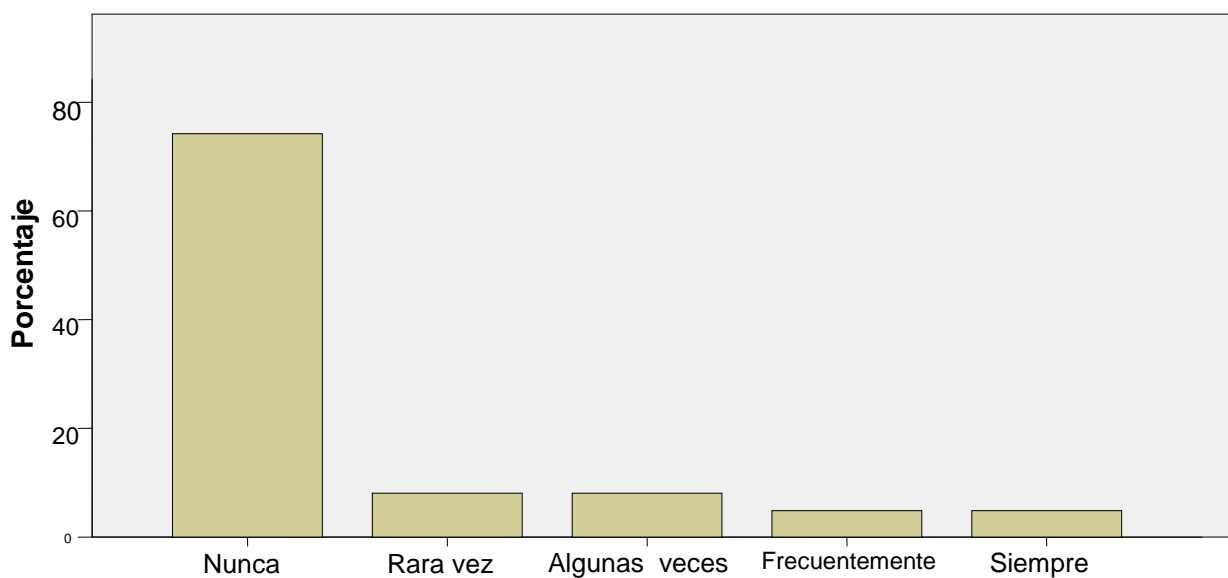 Porcentaje
80
60
40
20
0
Nunca
Rara vez
Algunas veces
Frecuentemente
Siempre